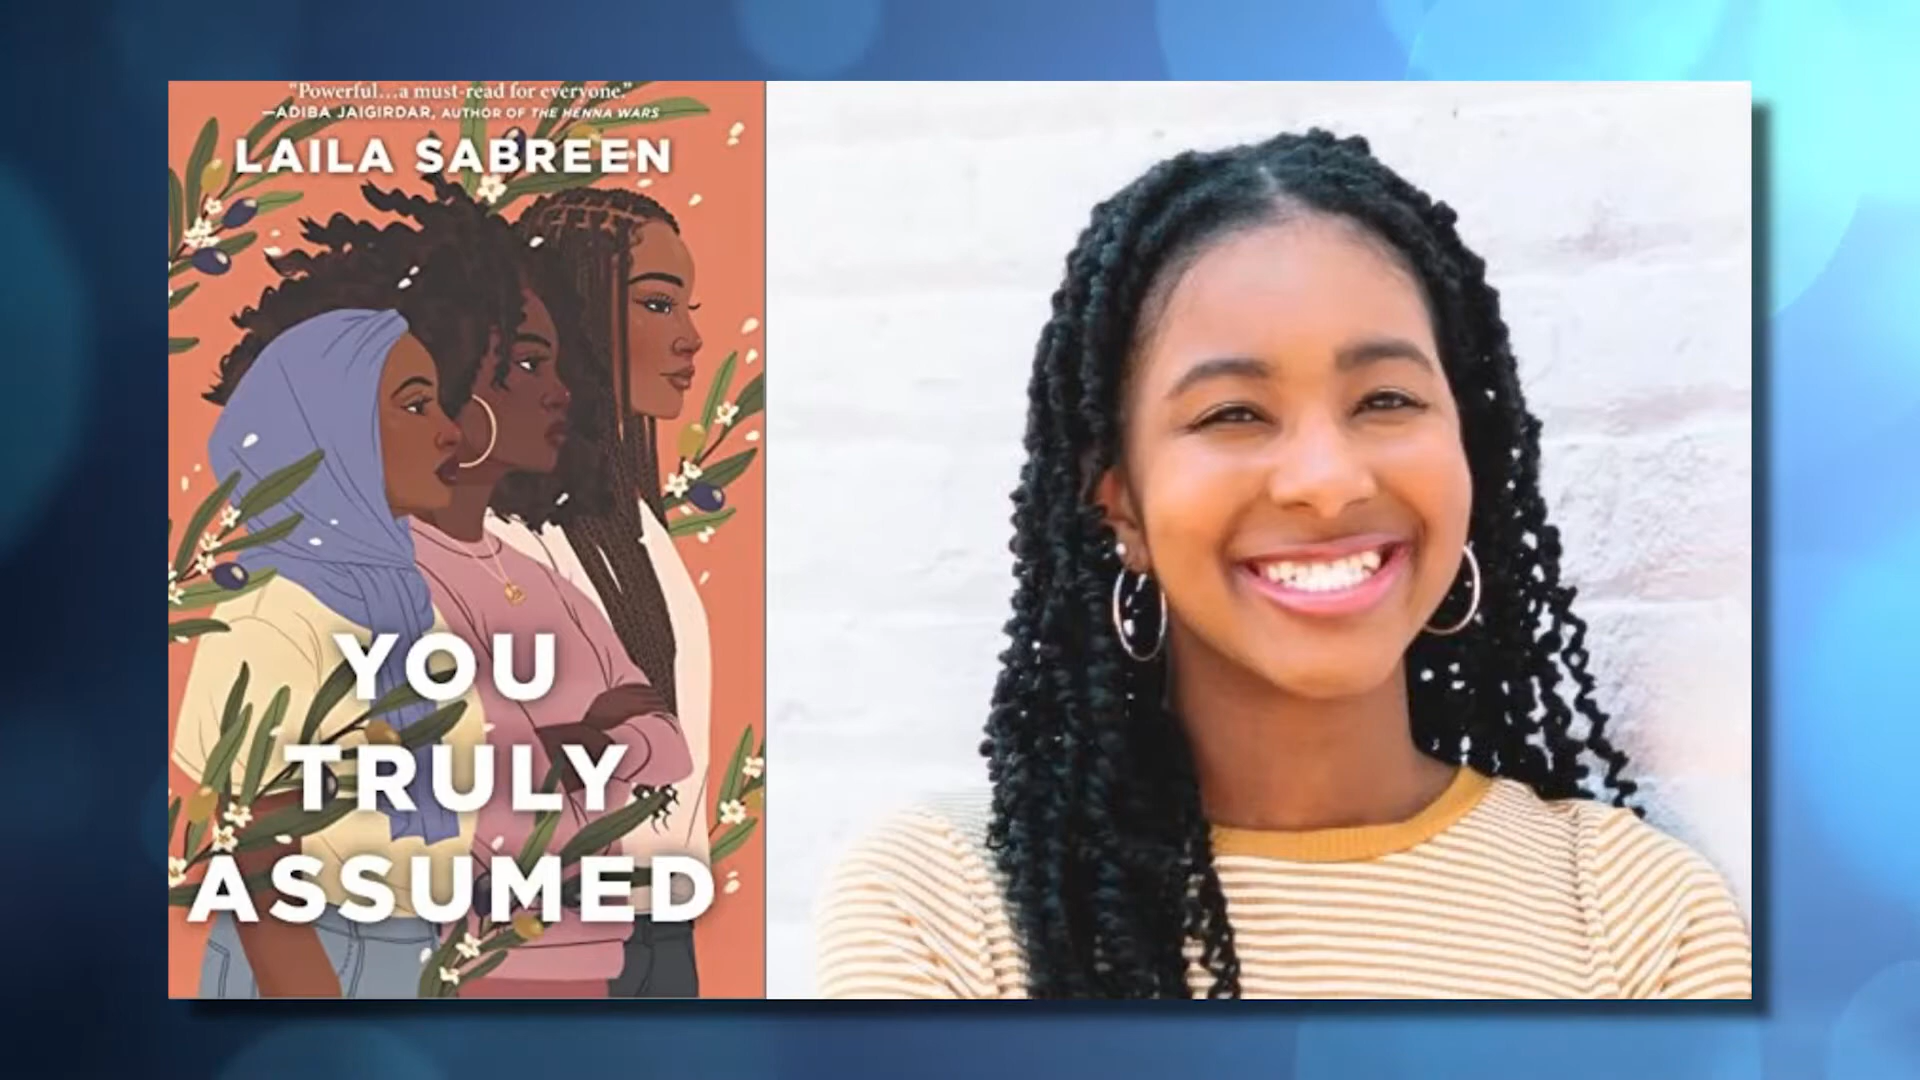 "Powerful...a must-read for everyone."
—ADIBA JAIGIRDAR, AUTHOR OF THE HENNA WARS
LAILA SABREEN
YOU
TRULY
ASSUMED